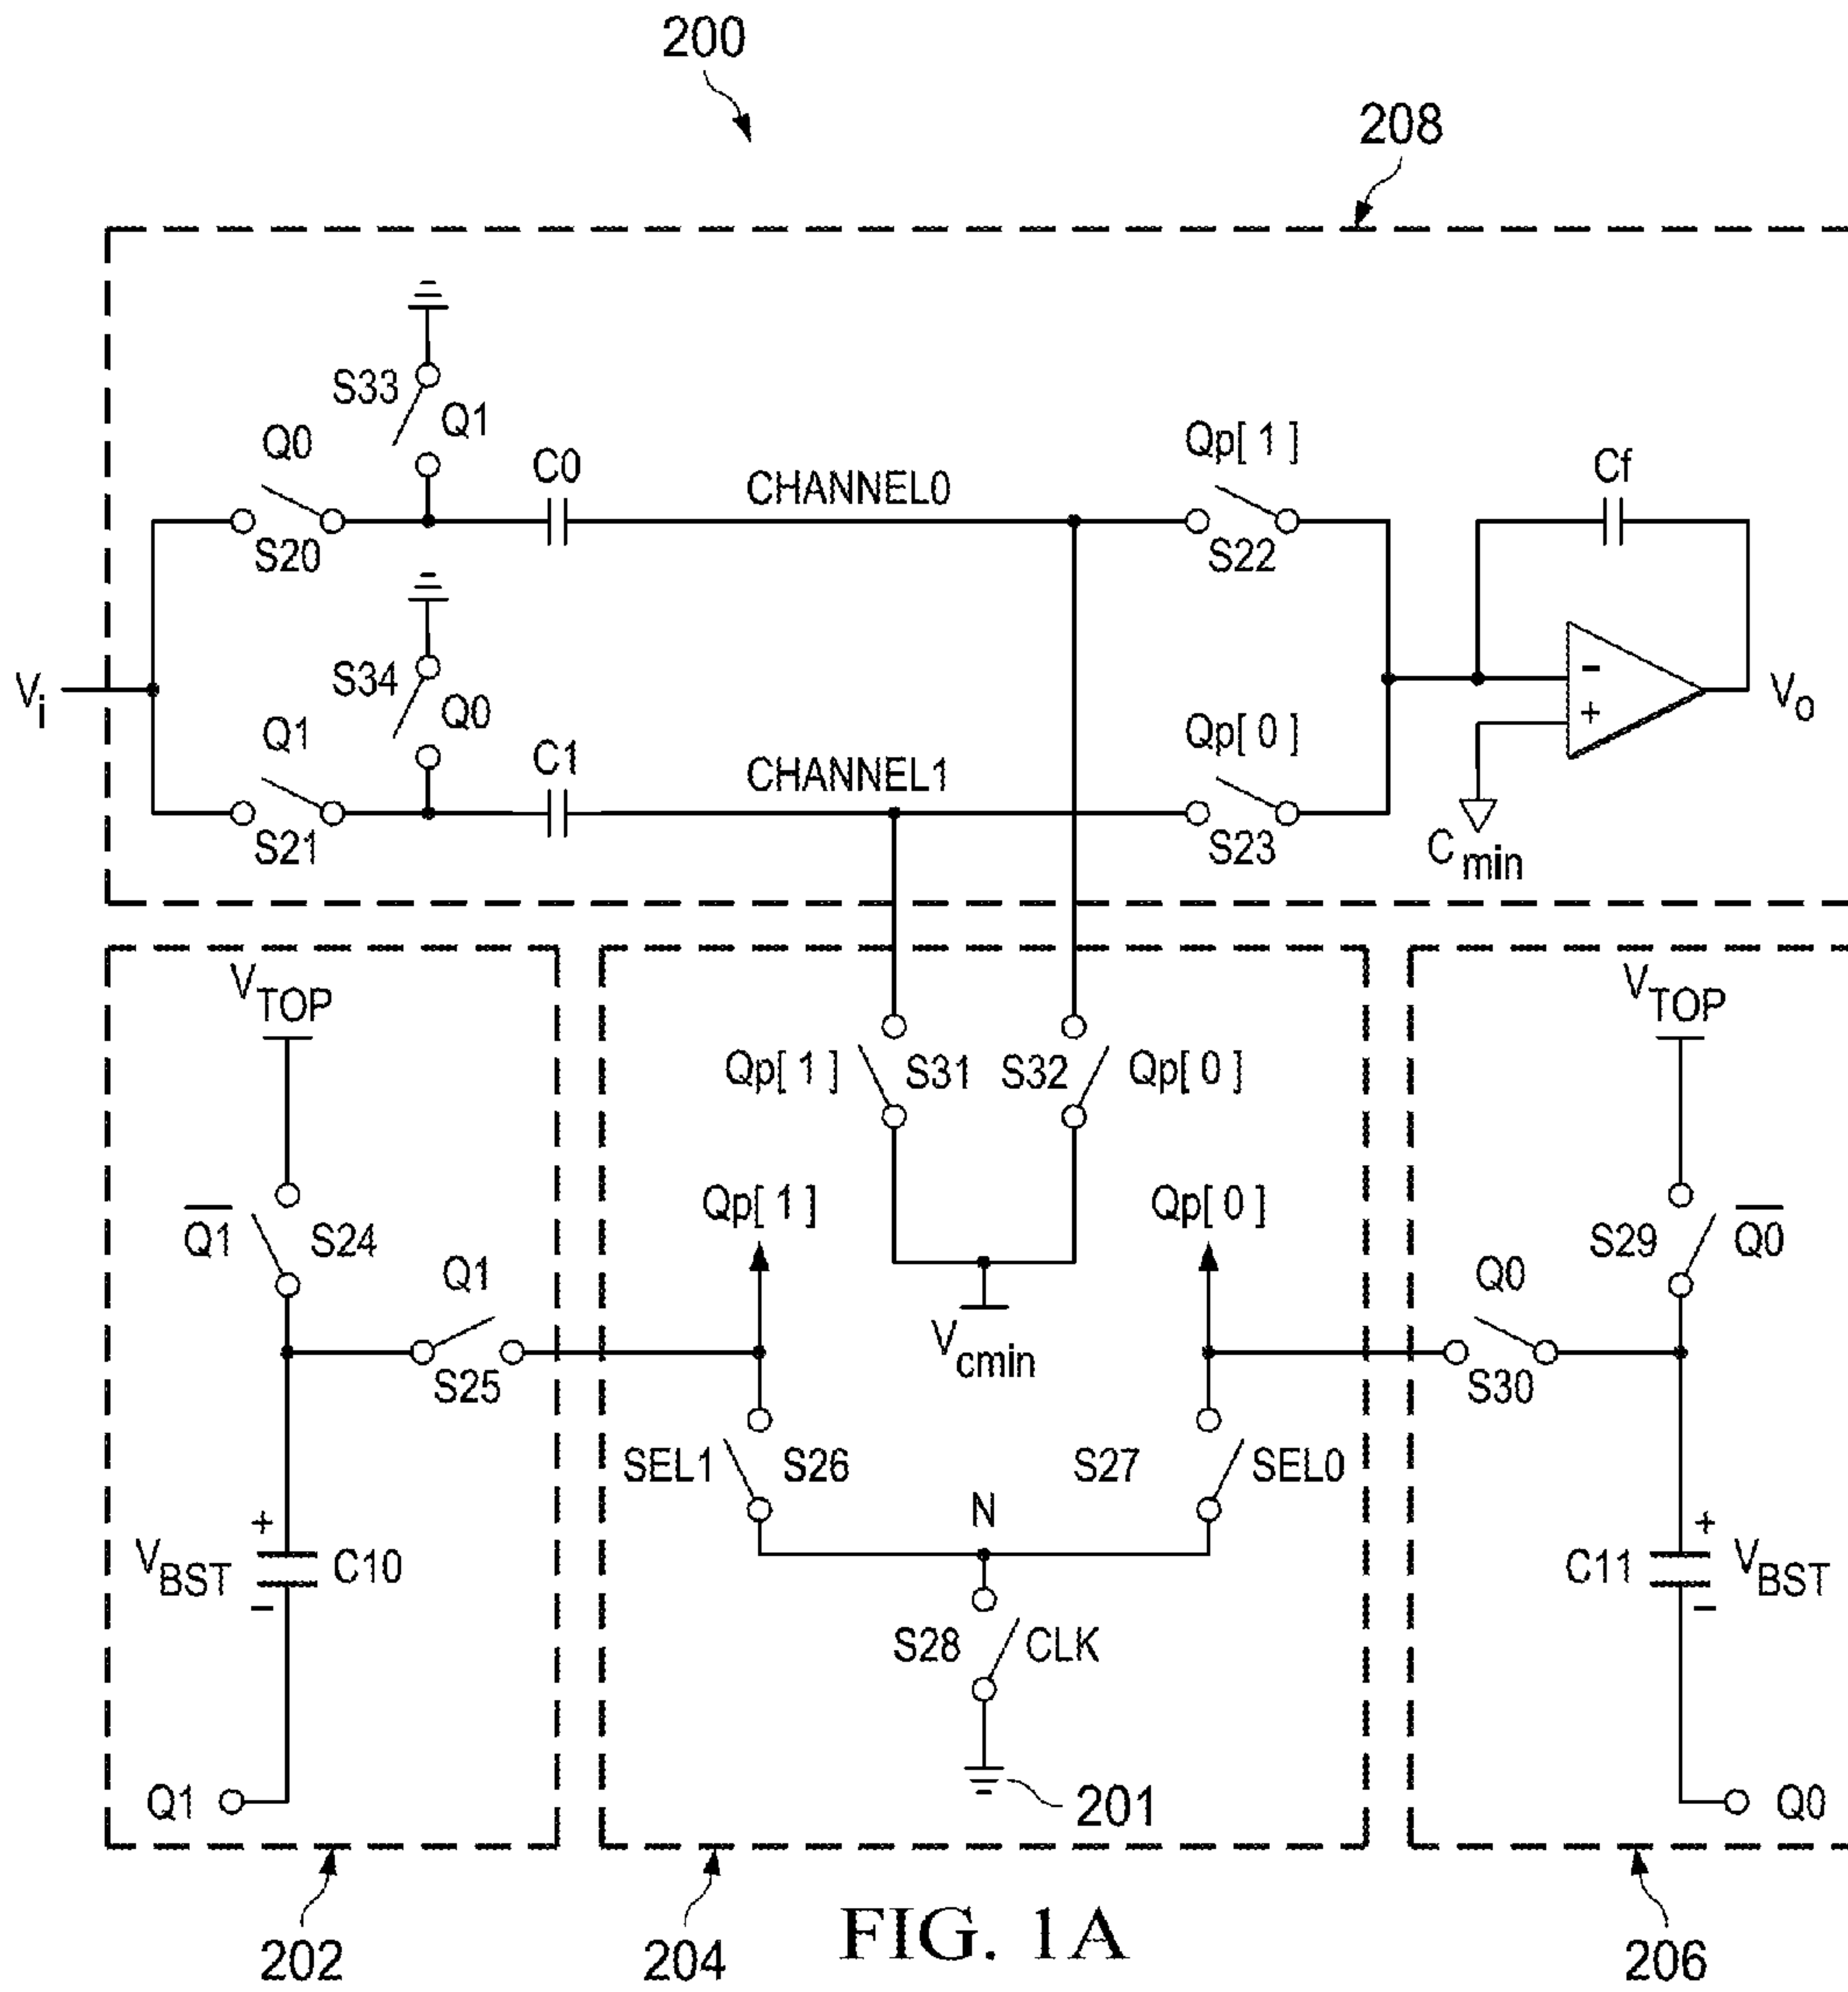 200
208
S33
Q1
Q0
C0
CHANNEL0
Qp[ 1 ]
Cf
S20
S22
S34
Q0
Vi
Vo
-
+
Q1
C1
CHANNEL1
Qp[ 0 ]
S21
S23
Cmin
VTOP
VTOP
Qp[ 1 ]
S31
S32
Qp[ 0 ]
Q̅1̅
S24
Q1
Qp[ 1 ]
Qp[ 0 ]
Q0
S29
Q̅0̅
S25
Vcmin
S30
SEL1
S26
S27
SEL0
N
+
VBST
-
C10
C11
+
VBST
-
S28
CLK
Q1
201
Q0
202
204
FIG. 1A
206